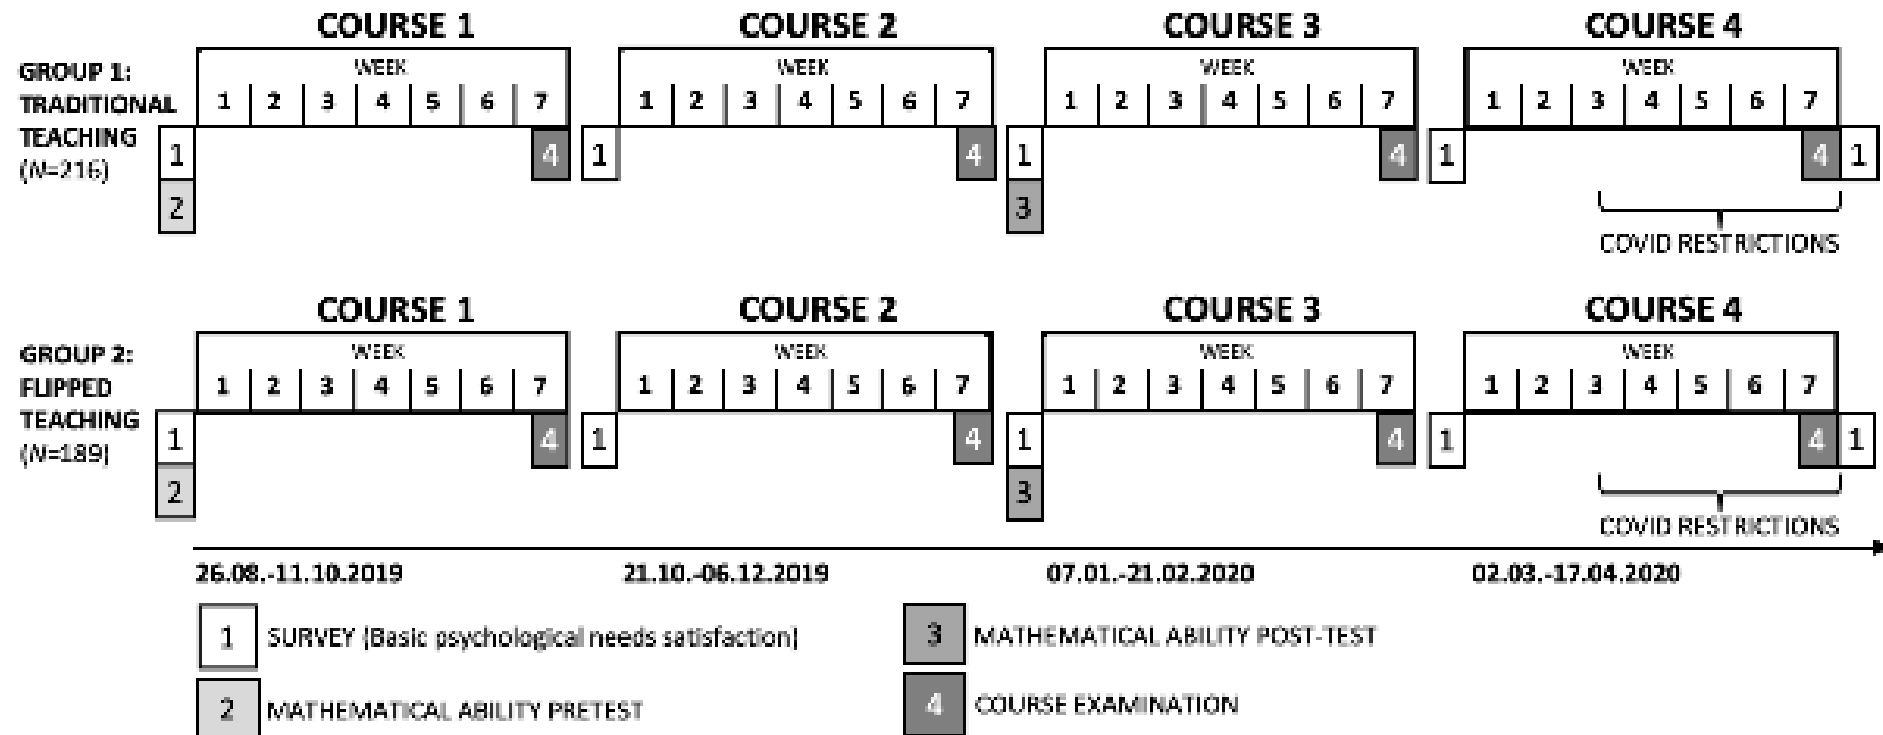 COURSE 1 COURSE 2 COURSE 3 COURSE 4
GROUP 1:
TRADITIONAL
TEACHING
(N=216)
WEEK WEEK WEEK WEEK
1 2 3 4 5 6 7 1 2 3 4 5 6 7 1 2 3 4 5 6 7 1 2 3 4 5 6 7
1 4 1 4 1 4 1 4 1
2 3
COVID RESTRICTIONS
COURSE 1 COURSE 2 COURSE 3 COURSE 4
GROUP 2:
FLIPPED
TEACHING
(N=189)
WEEK WEEK WEEK WEEK
1 2 3 4 5 6 7 1 2 3 4 5 6 7 1 2 3 4 5 6 7 1 2 3 4 5 6 7
1 4 1 4 1 4 1 4 1
2 3
COVID RESTRICTIONS
26.08.-11.10.2019 21.10.-06.12.2019 07.01.-21.02.2020 02.03.-17.04.2020
1 SURVEY (Basic psychological needs satisfaction)
2 MATHEMATICAL ABILITY PRETEST
3 MATHEMATICAL ABILITY POST-TEST
4 COURSE EXAMINATION